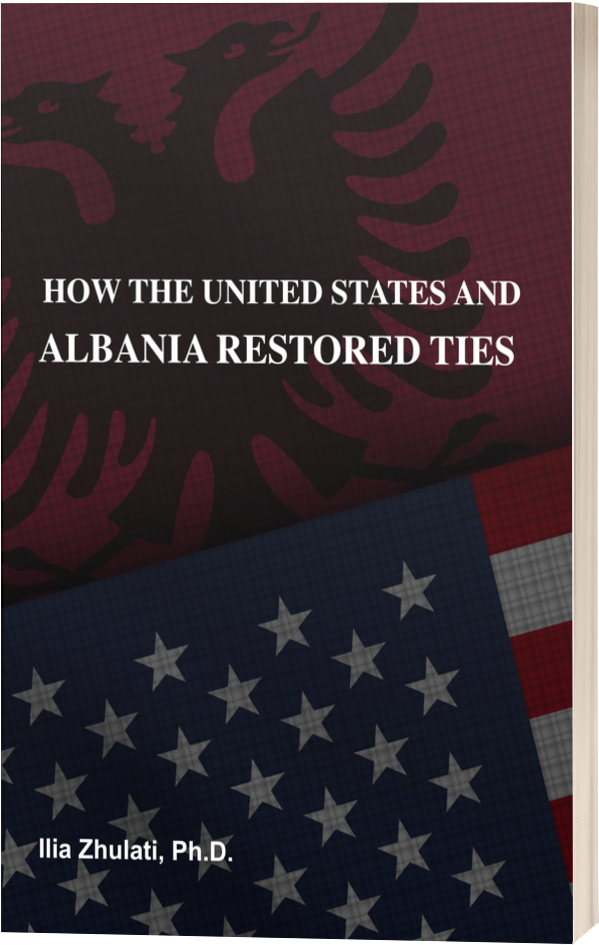 HOW THE UNITED STATES AND
ALBANIA RESTORED TIES
Ilia Zhulati, Ph.D.